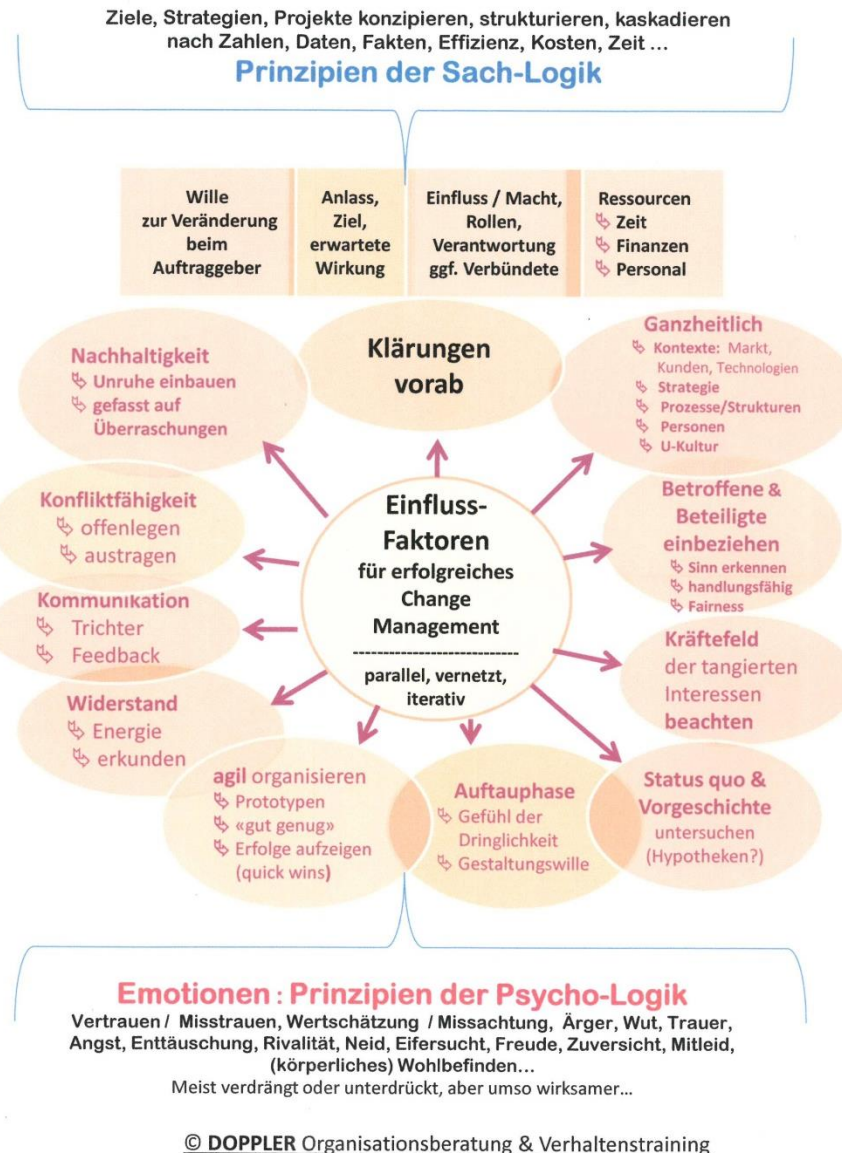 Ziele, Strategien, Projekte konzipieren, strukturieren, kaskadieren
nach Zahlen, Daten, Fakten, Effizienz, Kosten, Zeit ...
Prinzipien der Sach-Logik
Wille
zur Veränderung
beim
Auftraggeber
Anlass,
Ziel,
erwartete
Wirkung
Einfluss / Macht,
Rollen,
Verantwortung
ggf. Verbündete
Ressourcen
Zeit
Finanzen
Personal
Klärungen
vorab
Nachhaltigkeit
Unruhe einbauen
gefasst auf
Überraschungen
Ganzheitlich
Kontexte: Markt,
Kunden, Technologien
Strategie
Prozesse/Strukturen
Personen
U-Kultur
Konfliktfähigkeit
offenlegen
austragen
Einfluss-
Faktoren
für erfolgreiches
Change
Management
parallel, vernetzt,
iterativ
Betroffene &
Beteiligte
einbeziehen
Sinn erkennen
handlungsfähig
Fairness
Kommunikation
Trichter
Feedback
Kräftefeld
der tangierten
Interessen
beachten
Widerstand
Energie
erkunden
agil organisieren
Prototypen
«gut genug»
Erfolge aufzeigen
(quick wins)
Auftauphase
Gefühl der
Dringlichkeit
Gestaltungswille
Status quo &
Vorgeschichte
untersuchen
(Hypotheken?)
Emotionen : Prinzipien der Psycho-Logik
Vertrauen / Misstrauen, Wertschätzung / Missachtung, Ärger, Wut, Trauer,
Angst, Enttäuschung, Rivalität, Neid, Eifersucht, Freude, Zuversicht, Mitleid,
(körperliches) Wohlbefinden...
Meist verdrängt oder unterdrückt, aber umso wirksamer...
© DOPPLER Organisationsberatung & Verhaltenstraining